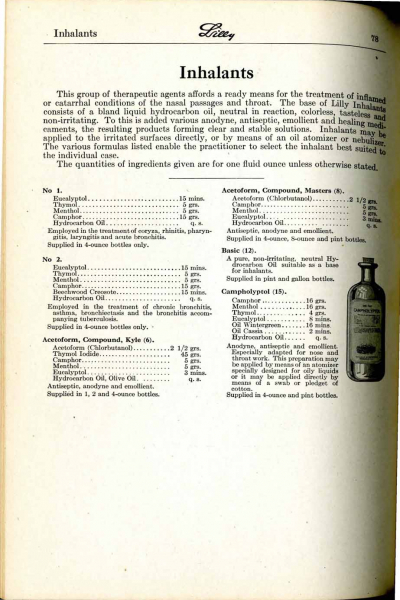 Inhalants Lilly 78
Inhalants
This group of therapeutic agents affords a ready means for the treatment of inflamed
or catarrhal conditions of the nasal passages and throat. The base of Lilly Inhalants
consists of a bland liquid hydrocarbon oil, neutral in reaction, colorless, tasteless and
non-irritating. To this is added various anodyne, antiseptic, emollient and healing medi-
caments, the resulting products forming clear and stable solutions. Inhalants may be
applied to the irritated surfaces directly, or by means of an oil atomizer or nebulizer.
The various formulas listed enable the practitioner to select the inhalant best suited to
the individual case.
The quantities of ingredients given are for one fluid ounce unless otherwise stated.
No 1.
Eucalyptol..............................15 mins.
Thymol................................. 5 grs.
Menthol................................ 5 grs.
Camphor................................15 grs.
Hydrocarbon Oil........................ q. s.
Employed in the treatment of coryza, rhinitis, pharyn-
gitis, laryngitis and acute bronchitis.
Supplied in 4-ounce bottles only.
No 2.
Eucalyptol..............................15 mins.
Thymol................................. 5 grs.
Menthol................................ 5 grs.
Camphor................................15 grs.
Beechwood Creosote.....................15 mins.
Hydrocarbon Oil........................ q. s.
Employed in the treatment of chronic bronchitis,
asthma, bronchiectasis and the bronchitis accom-
panying tuberculosis.
Supplied in 4-ounce bottles only.
Acetoform, Compound, Kyle (6).
Acetoform (Chlorbutanol)...........2 1/2 grs.
Thymol Iodide.......................... 45 grs.
Camphor................................ 5 grs.
Menthol................................ 5 grs.
Eucalyptol............................. 3 mins.
Hydrocarbon Oil, Olive Oil ........ q. s.
Antiseptic, anodyne and emollient.
Supplied in 1, 2 and 4-ounce bottles.
Acetoform, Compound, Masters (8).
Acetoform (Chlorbutanol).........2 1/2 grs.
Camphor................................ 5 grs.
Menthol................................ 5 grs.
Eucalyptol............................. 3 mins.
Hydrocarbon Oil........................ q. s.
Antiseptic, anodyne and emollient.
Supplied in 4-ounce, 8-ounce and pint bottles.
Basic (12).
A pure, non-irritating, neutral Hy-
drocarbon Oil suitable as a base
for inhalants.
Supplied in pint and gallon bottles.
Campholyptol (15).
Camphor................16 grs.
Menthol................16 grs.
Thymol................. 4 grs.
Eucalyptol............. 8 mins.
Oil Wintergreen........16 mins.
Oil Cassia............. 2 mins.
Hydrocarbon Oil...... q. s.
Anodyne, antiseptic and emollient.
Especially adapted for nose and
throat work. This preparation may
be applied by means of an atomizer
specially designed for oily liquids
or it may be applied directly by
means of a swab or pledget of
cotton.
Supplied in 4-ounce and pint bottles.